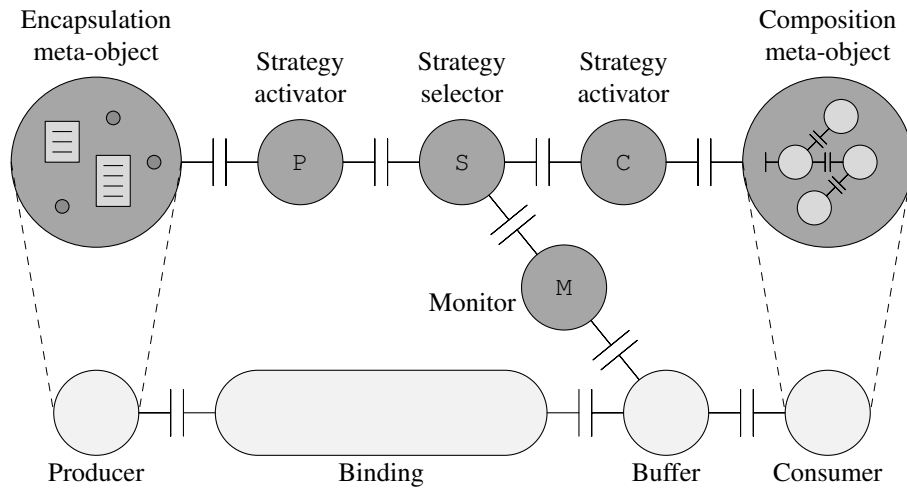 Encapsulation
meta-object
Composition
meta-object
Strategy
activator
Strategy
selector
Strategy
activator
P
S
C
M
Monitor
Producer
Binding
Buffer
Consumer